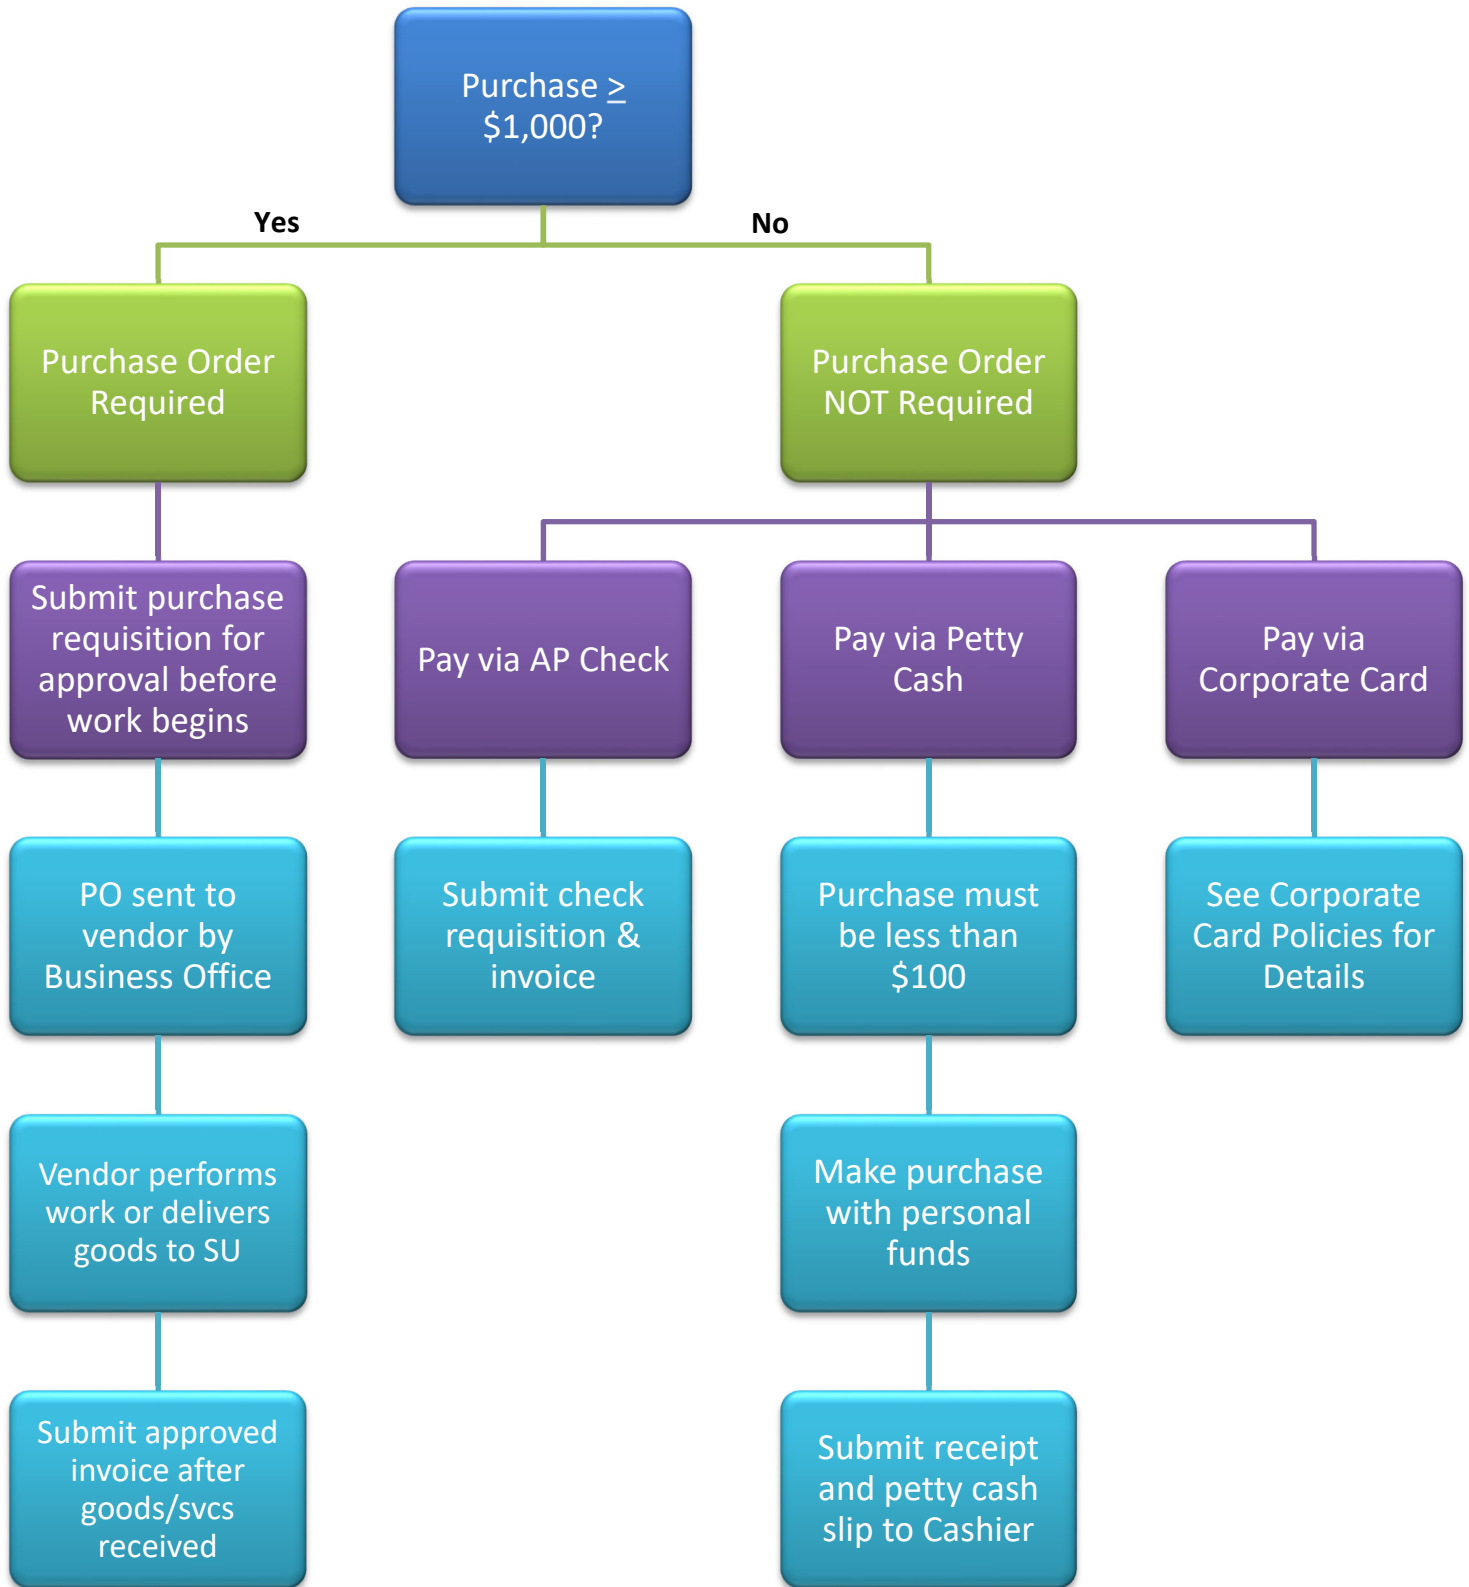 Purchase ≥
$1,000?
Yes
No
Purchase Order
Required
Purchase Order
NOT Required
Submit purchase
requisition for
approval before
work begins
Pay via AP Check
Pay via Petty
Cash
Pay via
Corporate Card
PO sent to
vendor by
Business Office
Submit check
requisition &
invoice
Purchase must
be less than
$100
See Corporate
Card Policies for
Details
Vendor performs
work or delivers
goods to SU
Make purchase
with personal
funds
Submit approved
invoice after
goods/svcs
received
Submit receipt
and petty cash
slip to Cashier